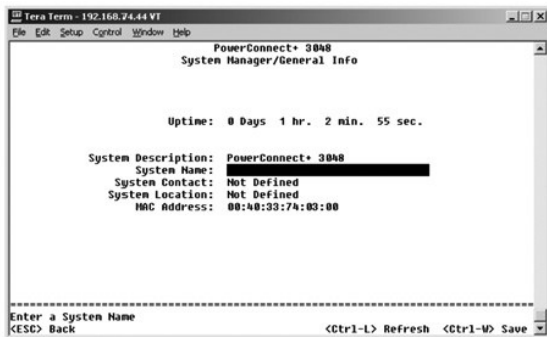 Tera Term - 192.168.74.44 VT
File Edit Setup Control Window Help
PowerConnect+ 3048
System Manager/General Info
Uptime: 0 Days 1 hr. 2 min. 55 sec.
System Description: PowerConnect+ 3048
System Name:
System Contact: Not Defined
System Location: Not Defined
MAC Address: 00:40:33:74:03:00
Enter a System Name
<ESC> Back <Ctrl-L> Refresh <Ctrl-W> Save